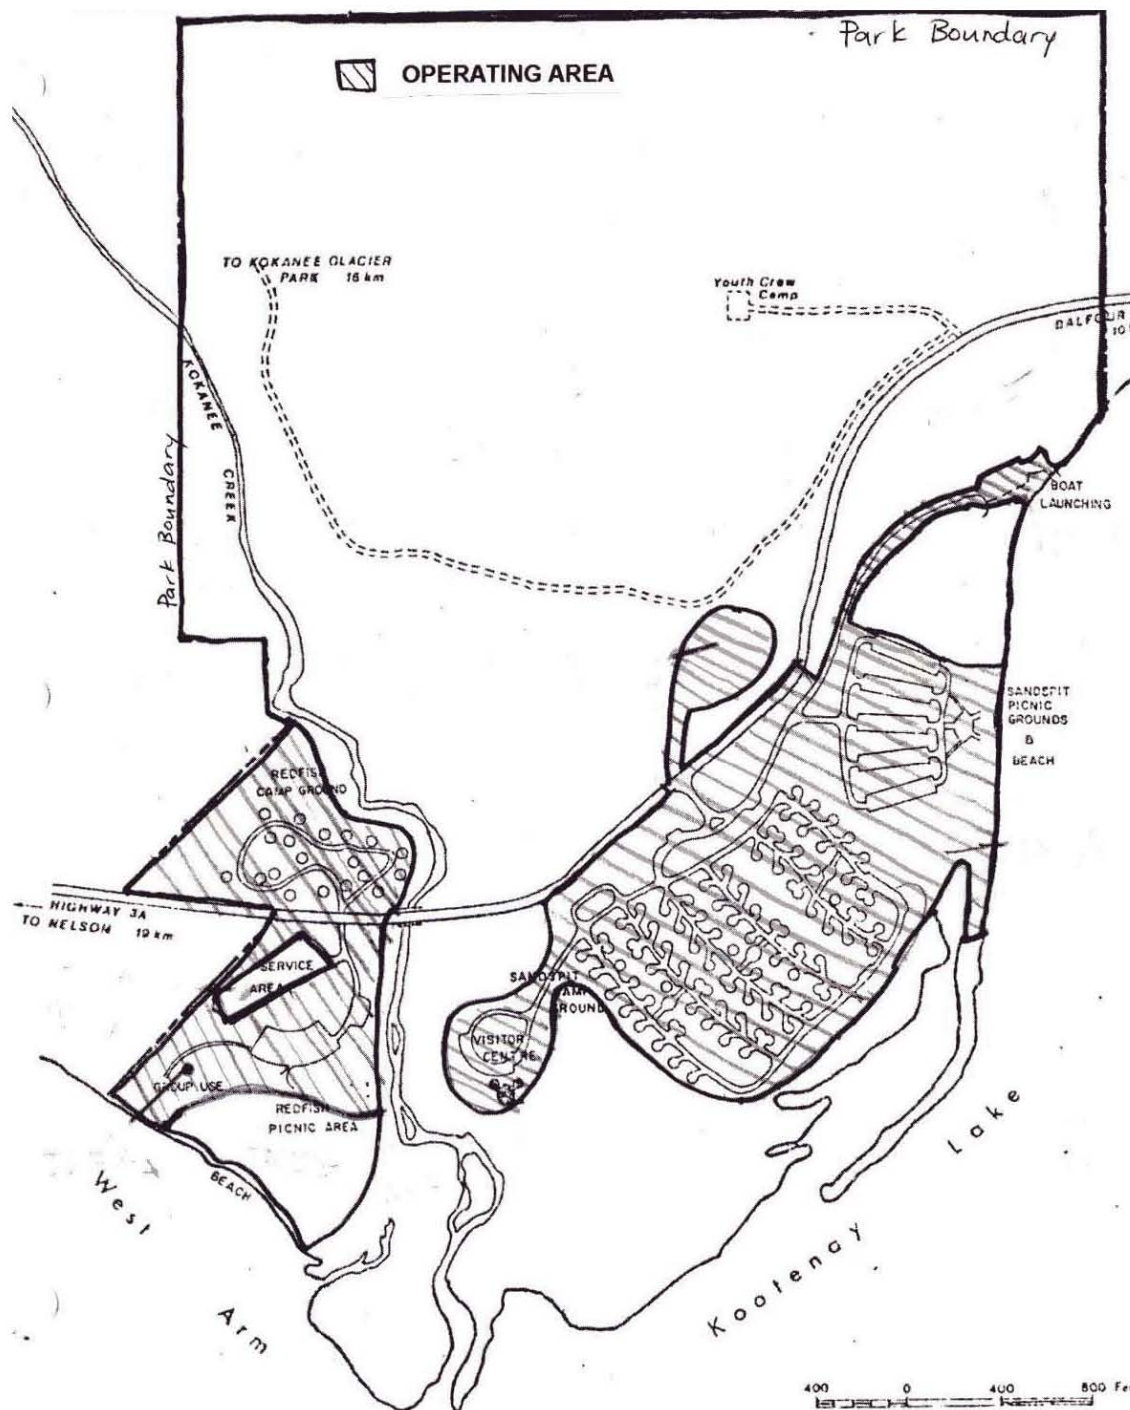 Park Boundary
OPERATING AREA
TO KOKANEE GLACIER
PARK 16 km
Youth Crew
Camp
BALFOUR
10
KOKANEE
CREEK
Park Boundary
BOAT
LAUNCHING
SANDSPIT
PICNIC
GROUNDS
&
BEACH
REDFISH
CAMP GROUND
HIGHWAY 3A
TO NELSON 19 km
SERVICE
AREA
SANDSPIT
CAMP
GROUND
VISITOR
CENTRE
GROUP USE
REDFISH
PICNIC AREA
BEACH
West
Arm
Kootenay
Lake
400 0 400 800 Fe